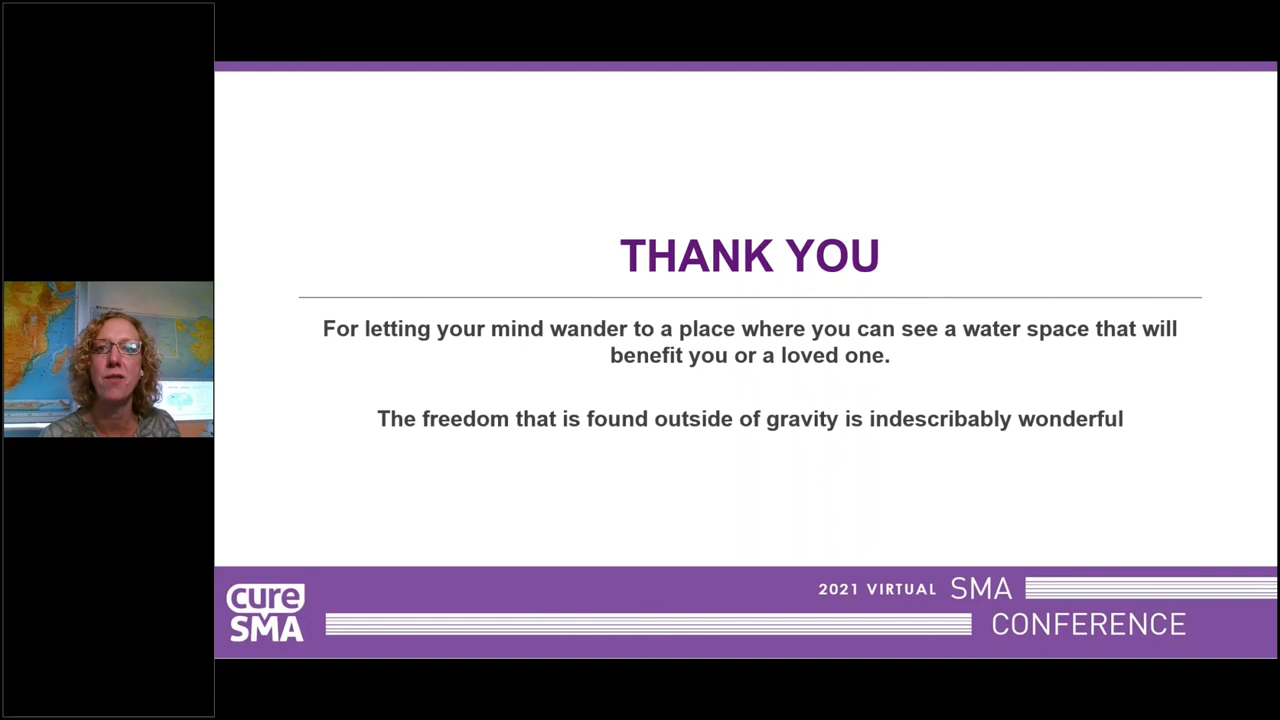 THANK YOU
For letting your mind wander to a place where you can see a water space that will
benefit you or a loved one.
The freedom that is found outside of gravity is indescribably wonderful
cure
SMA
2021 VIRTUAL SMA
CONFERENCE